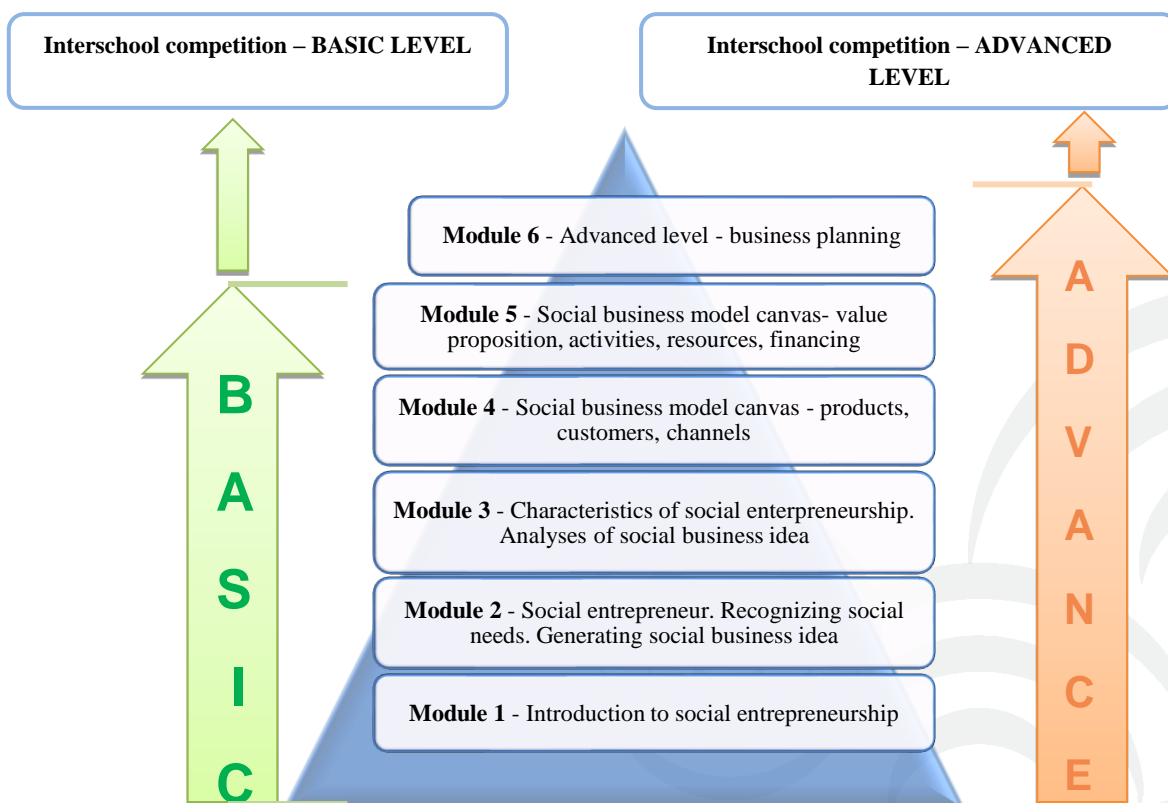 Interschool competition – BASIC LEVEL
Interschool competition – ADVANCED
LEVEL
Module 6 - Advanced level - business planning
Module 5 - Social business model canvas- value
proposition, activities, resources, financing
Module 4 - Social business model canvas - products,
customers, channels
Module 3 - Characteristics of social enterpreneurship.
Analyses of social business idea
Module 2 - Social entrepreneur. Recognizing social
needs. Generating social business idea
Module 1 - Introduction to social entrepreneurship
B
A
S
I
C
A
D
V
A
N
C
E